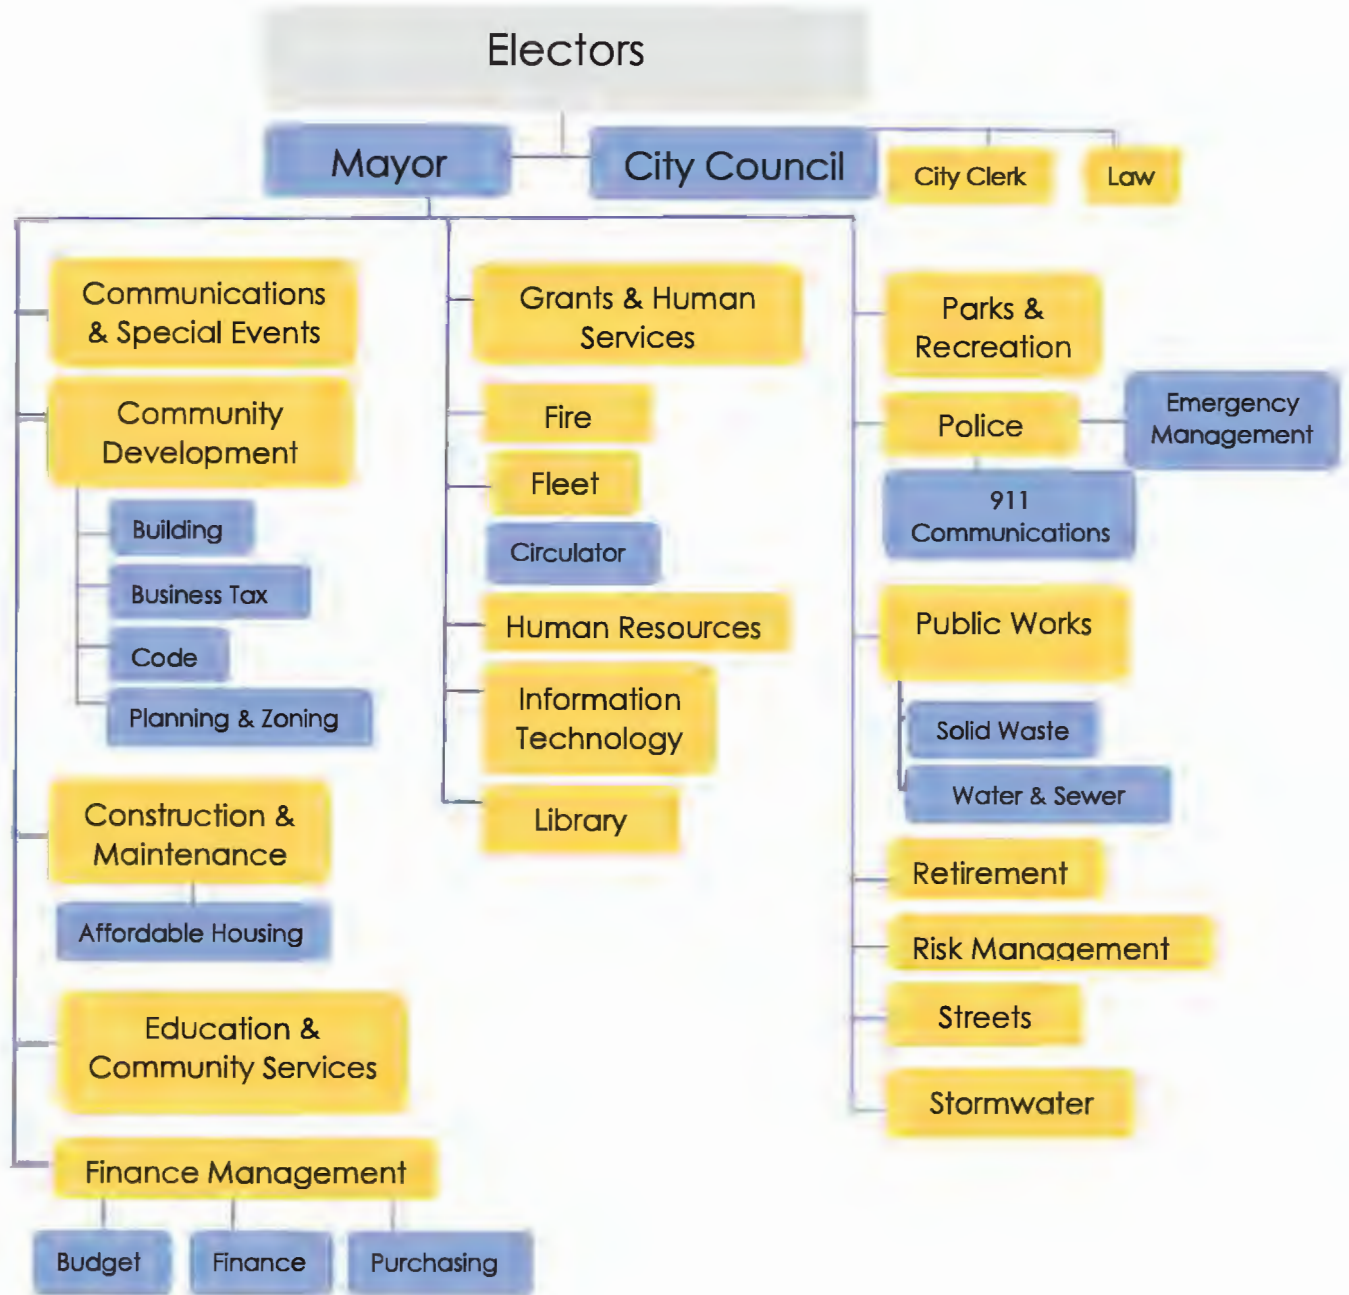 Electors
Mayor
City Council
City Clerk
Law
Communications
& Special Events
Community
Development
Building
Business Tax
Code
Planning & Zoning
Construction &
Maintenance
Affordable Housing
Education &
Community Services
Finance Management
Budget
Finance
Purchasing
Grants & Human
Services
Fire
Fleet
Circulator
Human Resources
Information
Technology
Library
Parks &
Recreation
Police
Emergency
Management
911
Communications
Public Works
Solid Waste
Water & Sewer
Retirement
Risk Management
Streets
Stormwater